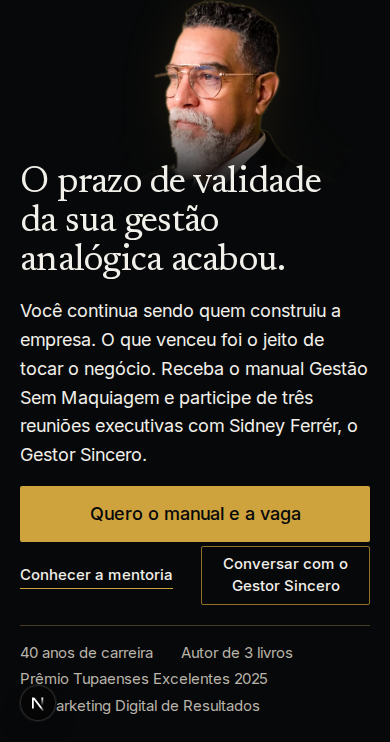 O prazo de validade
da sua gestão
analógica acabou.
Você continua sendo quem construiu a
empresa. O que venceu foi o jeito de
tocar o negócio. Receba o manual Gestão
Sem Maquiagem e participe de três
reuniões executivas com Sidney Ferrér, o
Gestor Sincero.
Quero o manual e a vaga
Conhecer a mentoria
Conversar com o
Gestor Sincero
40 anos de carreira Autor de 3 livros
Prêmio Tupaenses Excelentes 2025
N
arketing Digital de Resultados